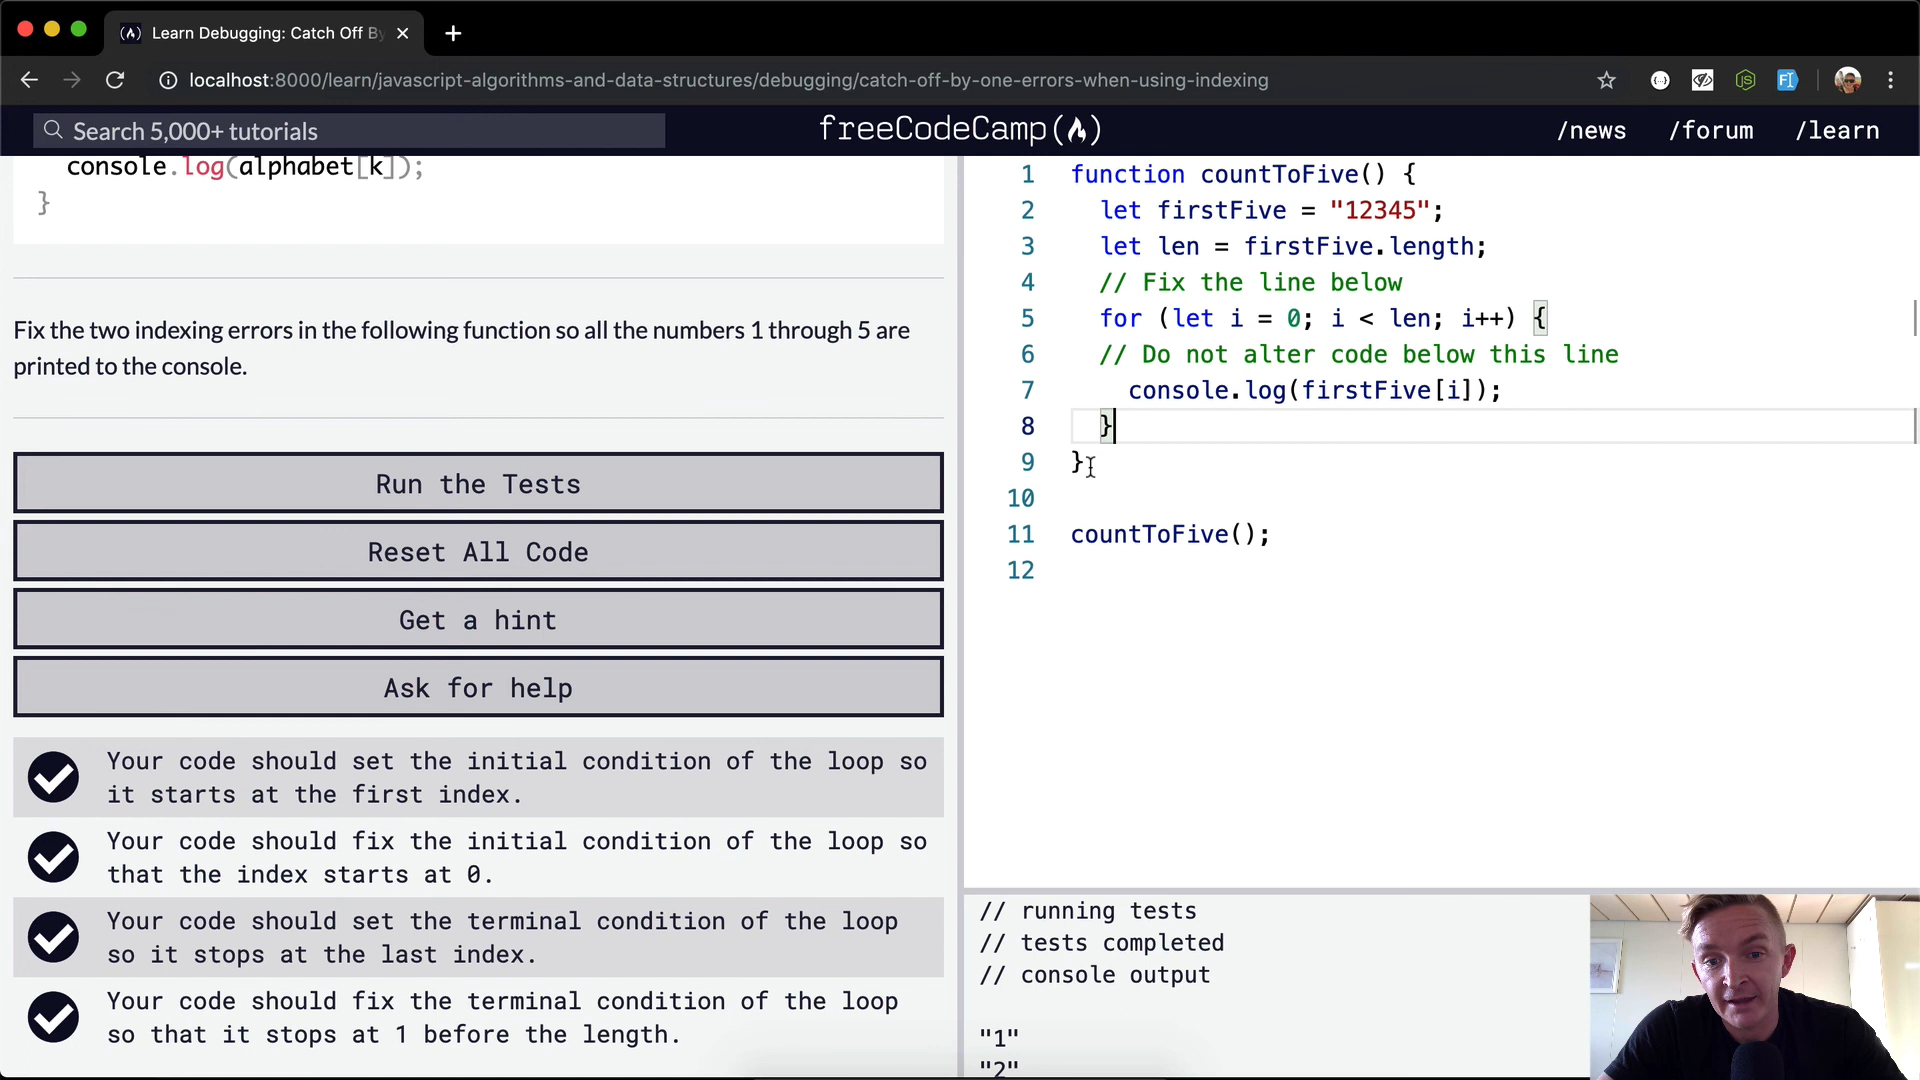 Learn Debugging: Catch Off By
localhost:8000/learn/javascript-algorithms-and-data-structures/debugging/catch-off-by-one-errors-when-using-indexing
Search 5,000+ tutorials
freeCodeCamp(🔥)
/news /forum /learn
console.log(alphabet[k]);
}
Fix the two indexing errors in the following function so all the numbers 1 through 5 are
printed to the console.
Run the Tests
Reset All Code
Get a hint
Ask for help
Your code should set the initial condition of the loop so
it starts at the first index.
Your code should fix the initial condition of the loop so
that the index starts at 0.
Your code should set the terminal condition of the loop
so it stops at the last index.
Your code should fix the terminal condition of the loop
so that it stops at 1 before the length.
1 function countToFive() {
2 let firstFive = "12345";
3 let len = firstFive.length;
4 // Fix the line below
5 for (let i = 0; i < len; i++) {
6 // Do not alter code below this line
7 console.log(firstFive[i]);
8 }
9 }
10
11 countToFive();
12
// running tests
// tests completed
// console output
"1"
"2"